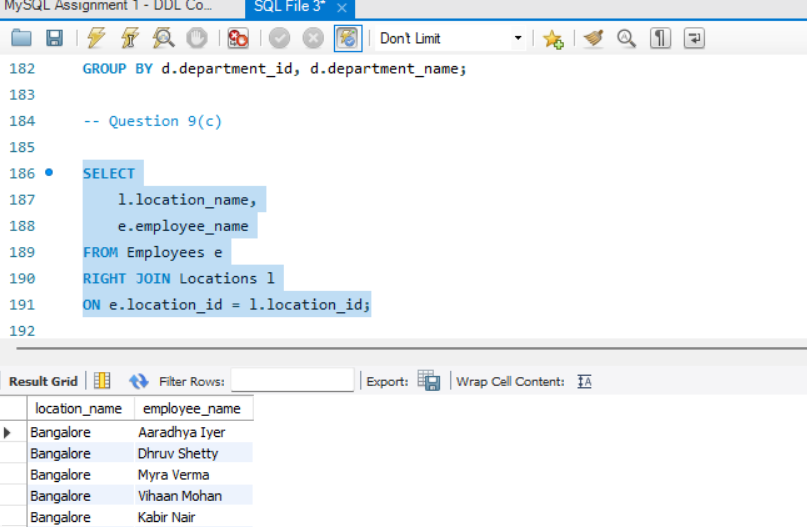 MySQL Assignment 1 - DDL Co...
SQL File 3*
Don't Limit
182 GROUP BY d.department_id, d.department_name;
183
184 -- Question 9(c)
185
186 SELECT
187 l.location_name,
188 e.employee_name
189 FROM Employees e
190 RIGHT JOIN Locations l
191 ON e.location_id = l.location_id;
192
Result Grid Filter Rows: Export: Wrap Cell Content:
location_name employee_name
Bangalore Aaradhya Iyer
Bangalore Dhruv Shetty
Bangalore Myra Verma
Bangalore Vihaan Mohan
Bangalore Kabir Nair